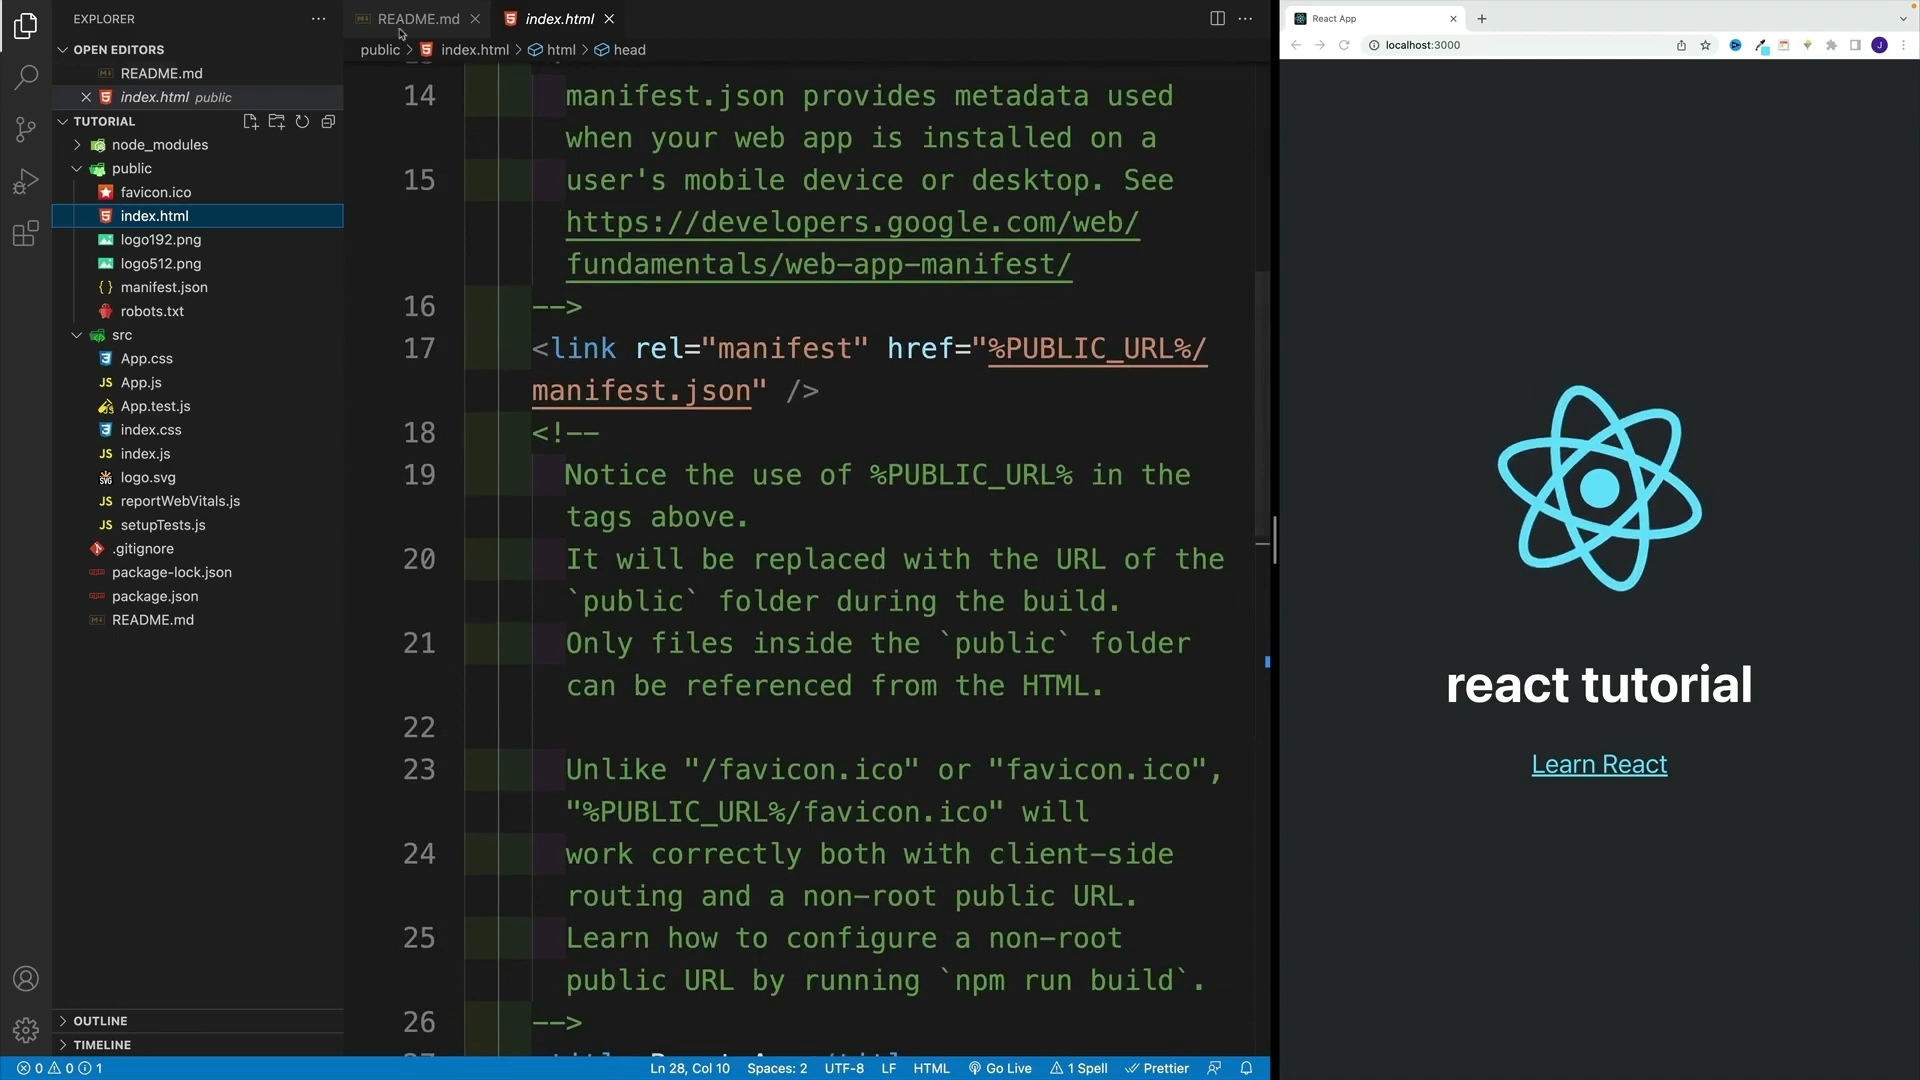 EXPLORER
OPEN EDITORS
README.md
index.html public
TUTORIAL
node_modules
public
favicon.ico
index.html
logo192.png
logo512.png
manifest.json
robots.txt
src
App.css
App.js
App.test.js
index.css
index.js
logo.svg
reportWebVitals.js
setupTests.js
.gitignore
package-lock.json
package.json
README.md
OUTLINE
TIMELINE
README.md
index.html
public > index.html > html > head
14 manifest.json provides metadata used
when your web app is installed on a
15 user's mobile device or desktop. See
https://developers.google.com/web/
fundamentals/web-app-manifest/
16 -->
17 <link rel="manifest" href="%PUBLIC_URL%/
manifest.json" />
18 <!--
19 Notice the use of %PUBLIC_URL% in the
tags above.
20 It will be replaced with the URL of the
`public` folder during the build.
21 Only files inside the `public` folder
can be referenced from the HTML.
22
23 Unlike "/favicon.ico" or "favicon.ico",
"%PUBLIC_URL%/favicon.ico" will
24 work correctly both with client-side
routing and a non-root public URL.
25 Learn how to configure a non-root
public URL by running `npm run build`.
26 -->
0 0 1
Ln 28, Col 10 Spaces: 2 UTF-8 LF HTML Go Live 1 Spell Prettier
React App
localhost:3000
J
react tutorial
Learn React